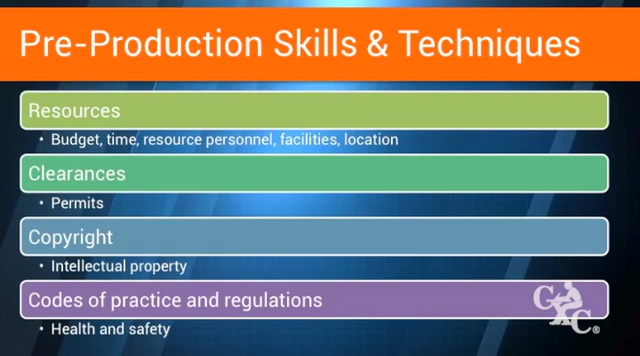 Pre-Production Skills & Techniques
Resources
• Budget, time, resource personnel, facilities, location
Clearances
• Permits
Copyright
• Intellectual property
Codes of practice and regulations
• Health and safety
CXC®